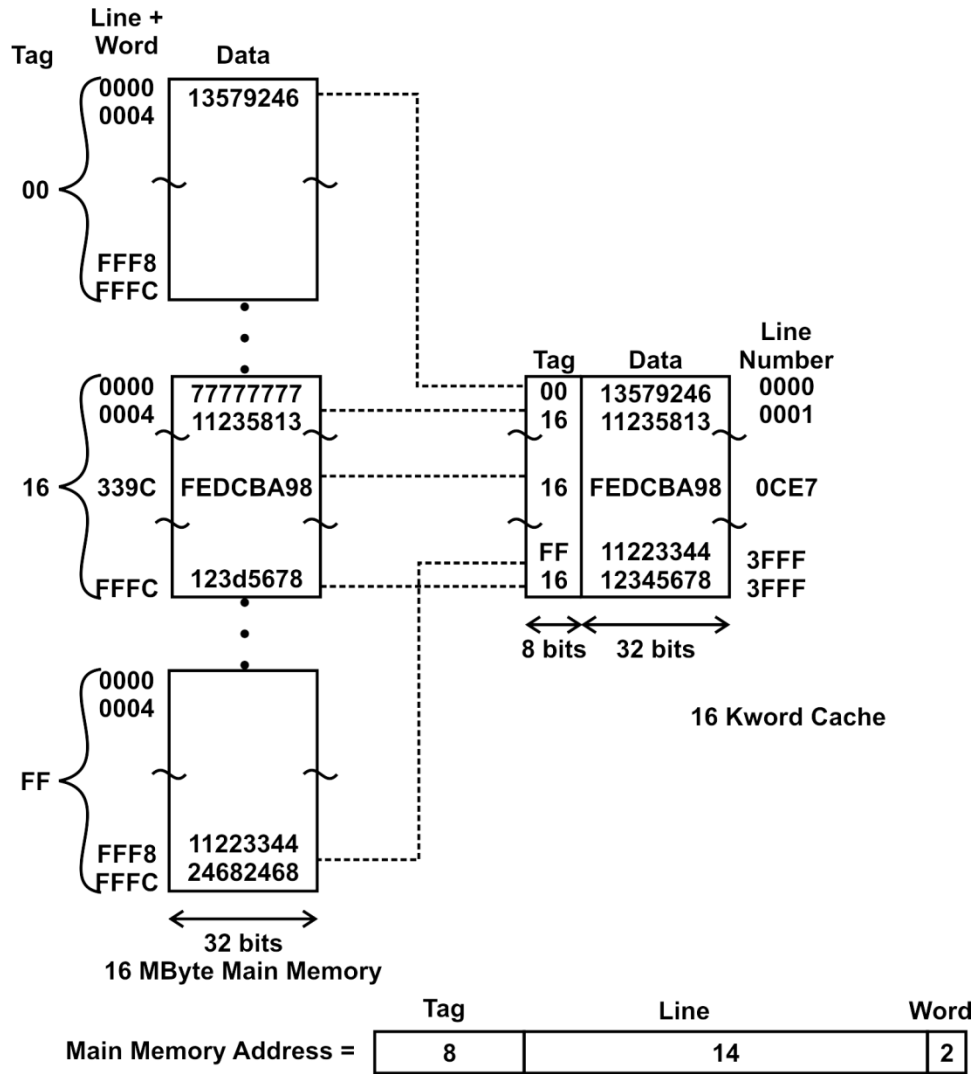 Tag
Line +
Word
Data
00
0000
0004
FFF8
FFFC
13579246
16
0000
0004
339C
FFFC
77777777
11235813
FEDCBA98
123d5678
FF
0000
0004
FFF8
FFFC
11223344
24682468
32 bits
16 MByte Main Memory
Tag Data Line
Number
00 13579246 0000
16 11235813 0001
16 FEDCBA98 0CE7
FF 11223344 3FFF
16 12345678 3FFF
8 bits 32 bits
16 Kword Cache
Tag Line Word
Main Memory Address = 8 14 2